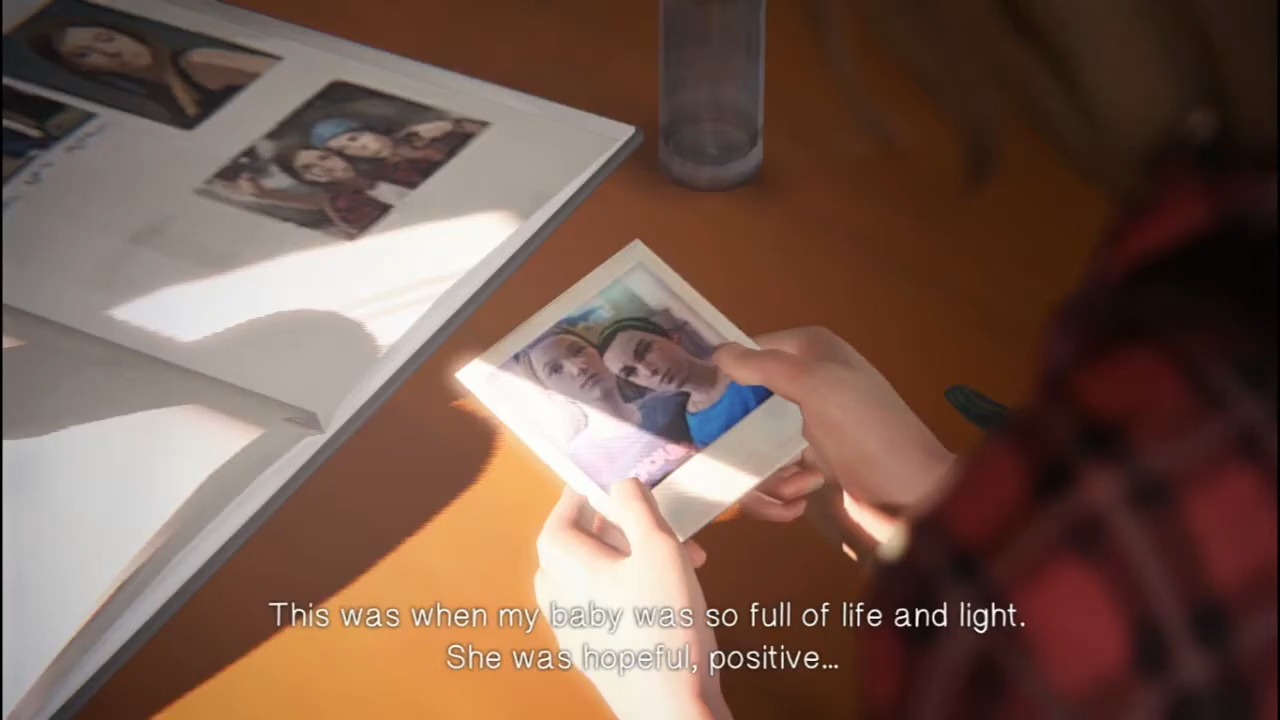 This was when my baby was so full of life and light.
She was hopeful, positive...